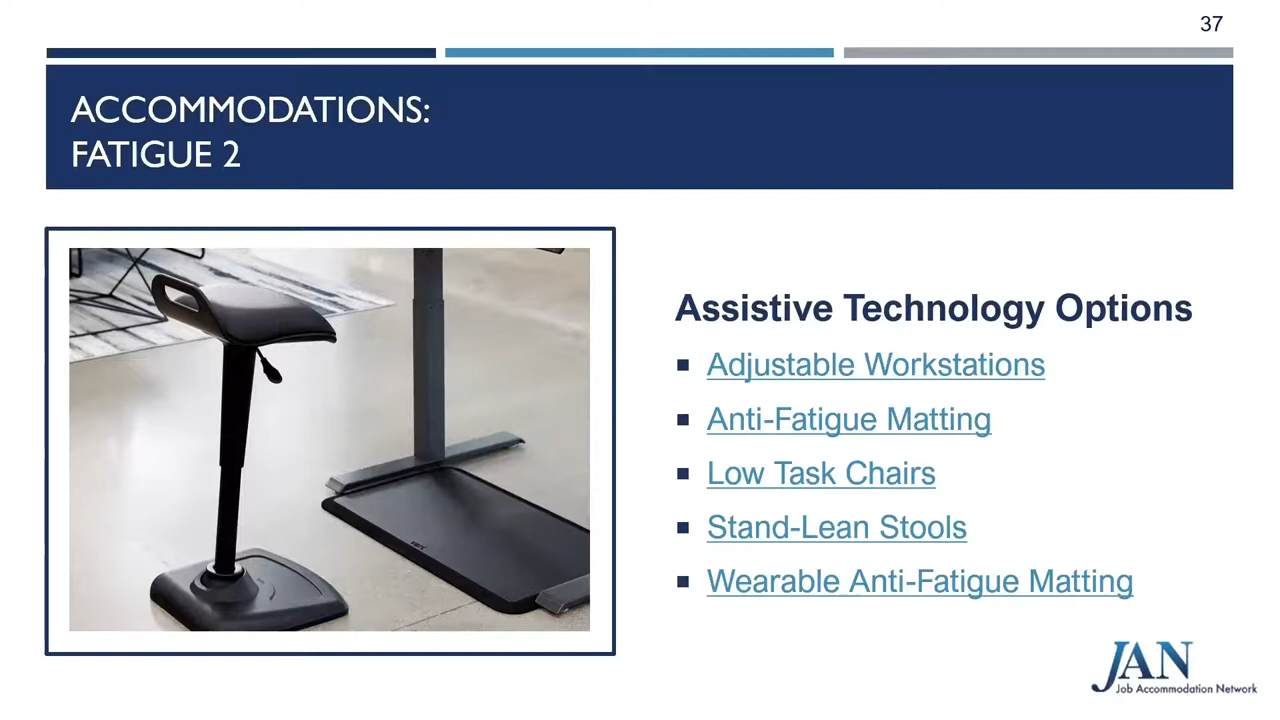 37
ACCOMMODATIONS:
FATIGUE 2
Assistive Technology Options
Adjustable Workstations
Anti-Fatigue Matting
Low Task Chairs
Stand-Lean Stools
Wearable Anti-Fatigue Matting
JAN
Job Accommodation Network